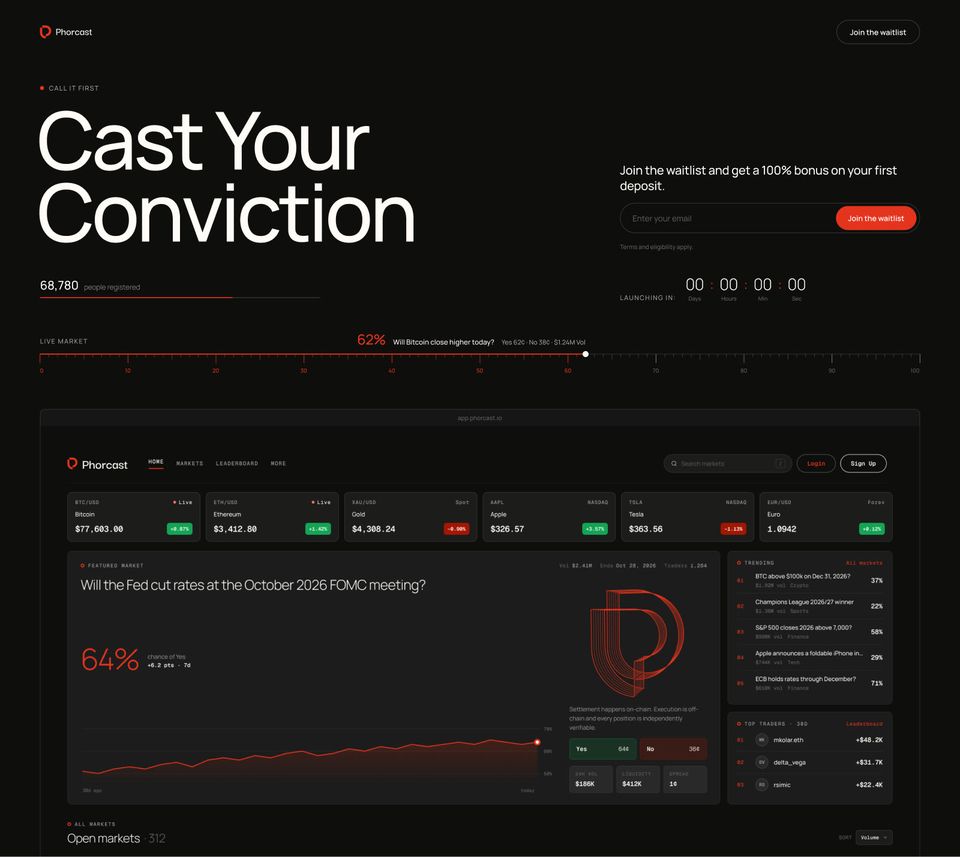 Phorcast
Join the waitlist
CALL IT FIRST
Cast Your
Conviction
Join the waitlist and get a 100% bonus on your first
deposit.
Enter your email
Join the waitlist
Terms and eligibility apply.
68,780 people registered
LAUNCHING IN: 00 : 00 : 00 : 00
Days Hours Min Sec
LIVE MARKET
62% Will Bitcoin close higher today? Yes 62¢ · No 38¢ · $1.24M Vol
0 10 20 30 40 50 60 70 80 90 100
app.phorcast.io
Phorcast
HOME MARKETS LEADERBOARD MORE
Search markets /
Login
Sign Up
BTC/USD Live
Bitcoin
$77,603.00 +0.87%
ETH/USD Live
Ethereum
$3,412.80 +1.42%
XAU/USD Spot
Gold
$4,308.24 -0.90%
AAPL NASDAQ
Apple
$326.57 +3.57%
TSLA NASDAQ
Tesla
$363.56 -1.13%
EUR/USD Forex
Euro
1.0942 +0.12%
FEATURED MARKET
Vol $2.41M Ends Oct 28, 2026 Traders 1,284
Will the Fed cut rates at the October 2026 FOMC meeting?
64%
chance of Yes
+6.2 pts · 7d
70%
60%
50%
30d ago
today
Settlement happens on-chain. Execution is off-
chain and every position is independently
verifiable.
Yes 64¢
No 36¢
24H VOL
$186K
LIQUIDITY
$412K
SPREAD
1¢
TRENDING All markets
01 BTC above $100k on Dec 31, 2026? 37%
vol Crypto
02 Champions League 2026/27 winner 22%
vol Sports
03 S&P 500 closes 2026 above 7,000? 58%
vol Finance
04 Apple announces a foldable iPhone in... 29%
vol Tech
05 ECB holds rates through December? 71%
vol Finance
TOP TRADERS · 30D Leaderboard
01 MK mkolar.eth +$48.2K
02 DV delta_vega +$31.7K
03 RS rsimic +$22.4K
ALL MARKETS
Open markets · 312
SORT Volume